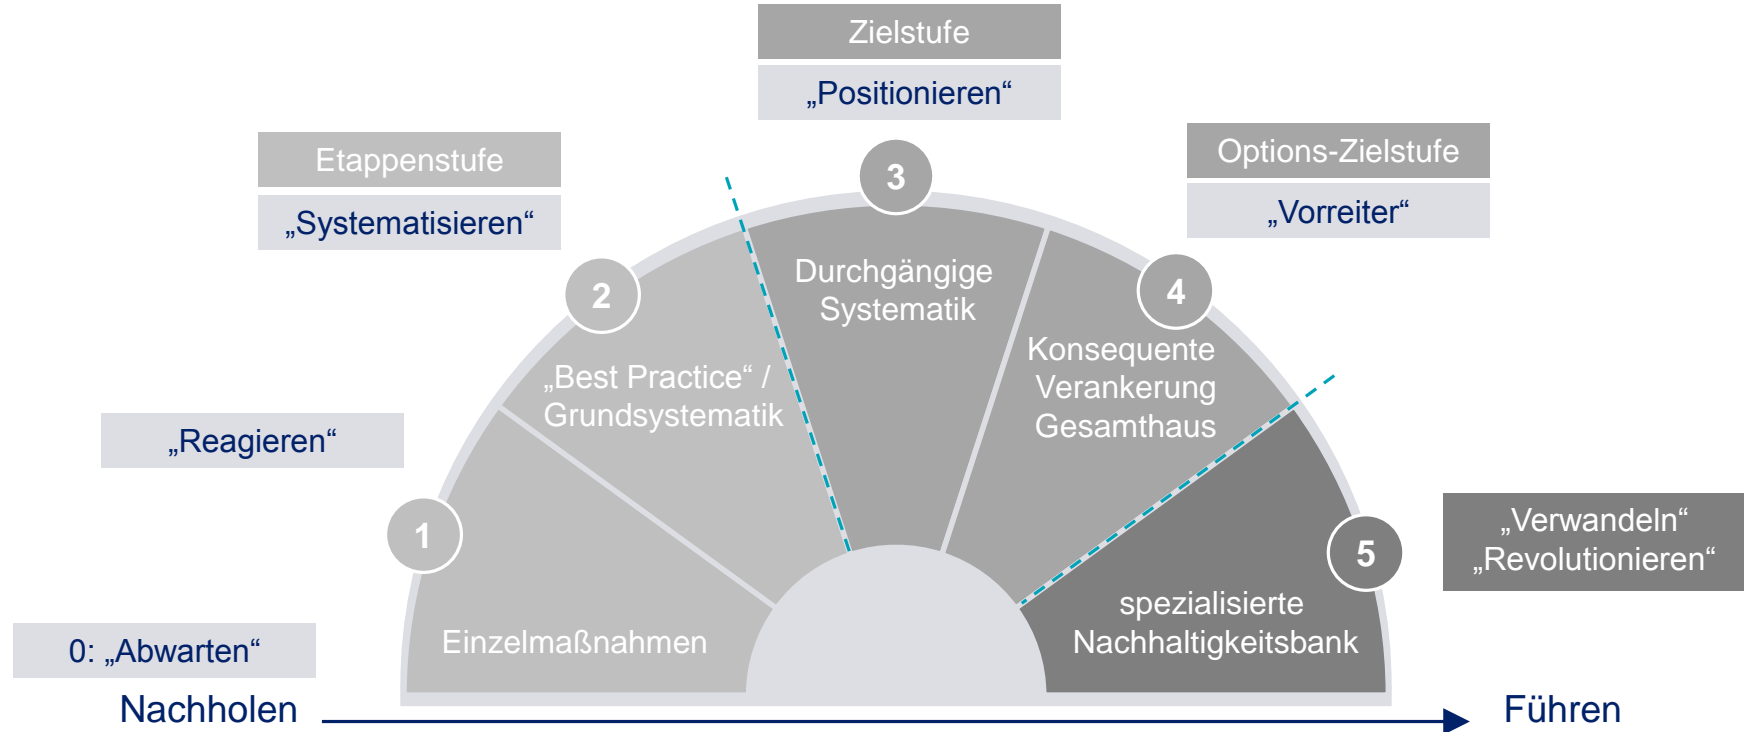 Zielstufe
„Positionieren“
Etappenstufe
„Systematisieren“
Options-Zielstufe
„Vorreiter“
3
2
4
Durchgängige
Systematik
Konsequente
Verankerung
Gesamthaus
„Best Practice“ /
Grundsystematik
„Reagieren“
1
5
„Verwandeln“
„Revolutionieren“
spezialisierte
Nachhaltigkeitsbank
Einzelmaßnahmen
0: „Abwarten“
Nachholen
Führen